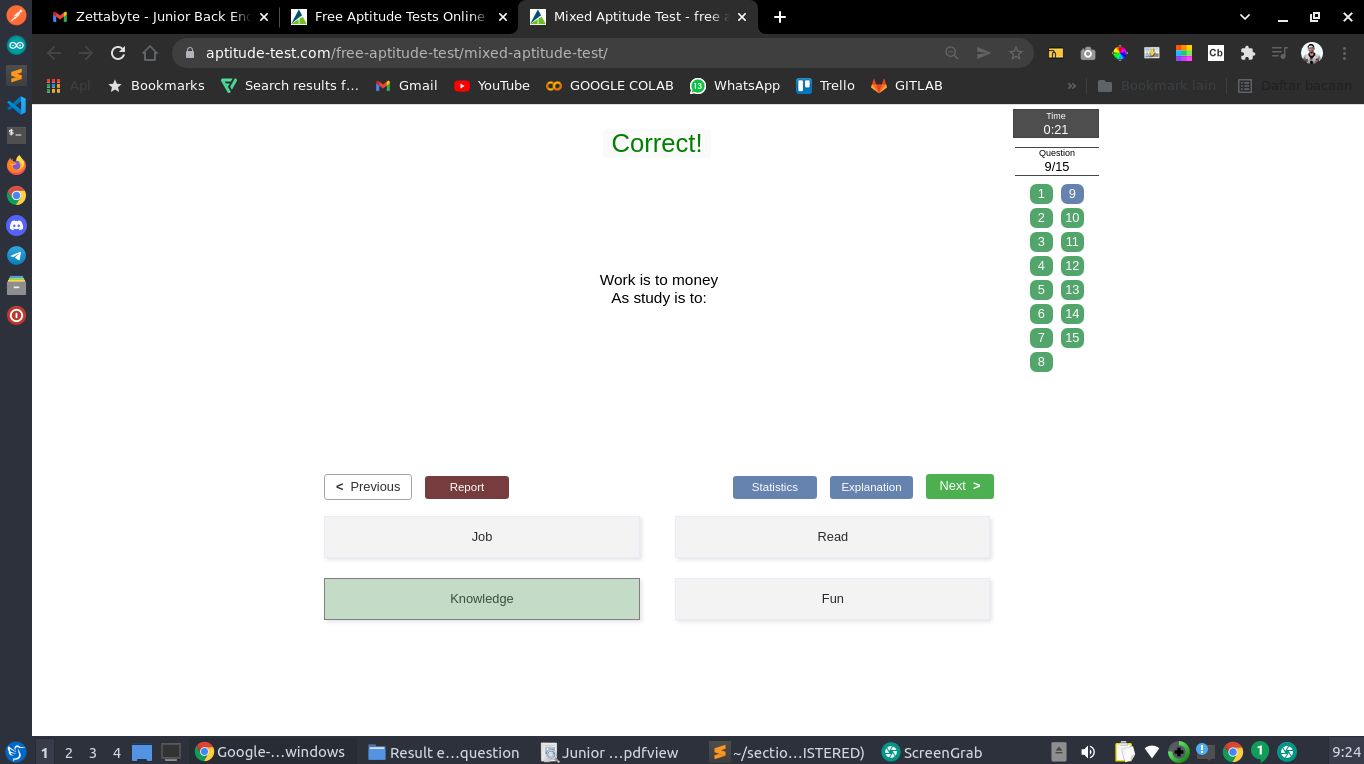 Zettabyte - Junior Back En
Free Aptitude Tests Online
Mixed Aptitude Test - free a
aptitude-test.com/free-aptitude-test/mixed-aptitude-test/
Cb
Apl
Bookmarks
Search results f...
Gmail
YouTube
GOOGLE COLAB
13
WhatsApp
Trello
GITLAB
»
Bookmark lain
Daftar bacaan
Correct!
Time
0:21
Question
9/15
1 9
2 10
3 11
4 12
5 13
6 14
7 15
8
Work is to money
As study is to:
< Previous
Report
Statistics
Explanation
Next >
Job
Read
Knowledge
Fun
1 2 3 4
Google-...windows
Result e...question
Junior ...pdfview
~/sectio...ISTERED)
ScreenGrab
1
9:24